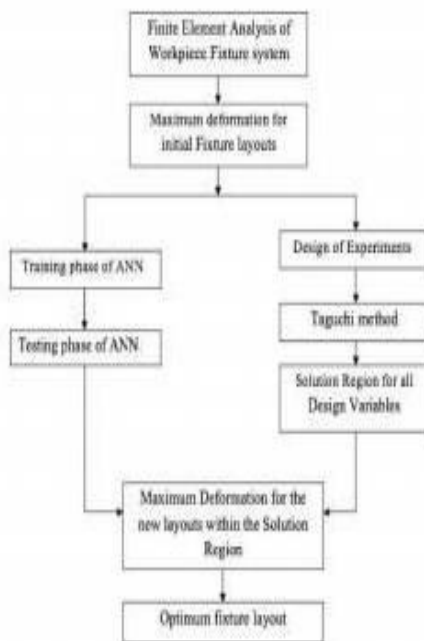 Finite Element Analysis of
Workpiece Fixture system
Maximum deformation for
initial Fixture layouts
Training phase of ANN
Testing phase of ANN
Design of Experiments
Taguchi method
Solution Region for all
Design Variables
Maximum Deformation for the
new layouts within the Solution
Region
Optimum fixture layout